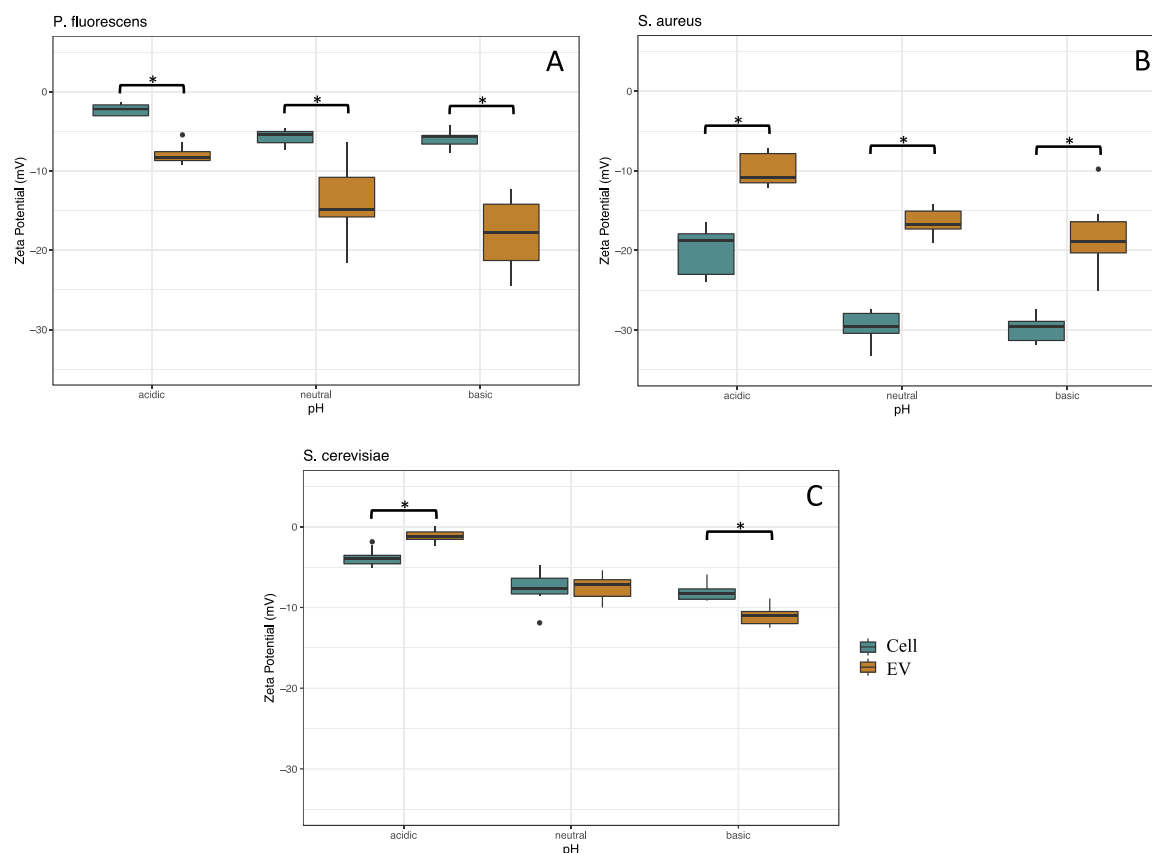 P. fluorescens
A
*
*
*
0
−10
−20
−30
Zeta Potential (mV)
acidic
neutral
basic
pH
S. aureus
B
*
*
*
0
−10
−20
−30
Zeta Potential (mV)
acidic
neutral
basic
pH
S. cerevisiae
C
*
*
0
−10
−20
−30
Zeta Potential (mV)
acidic
neutral
basic
pH
Cell
EV